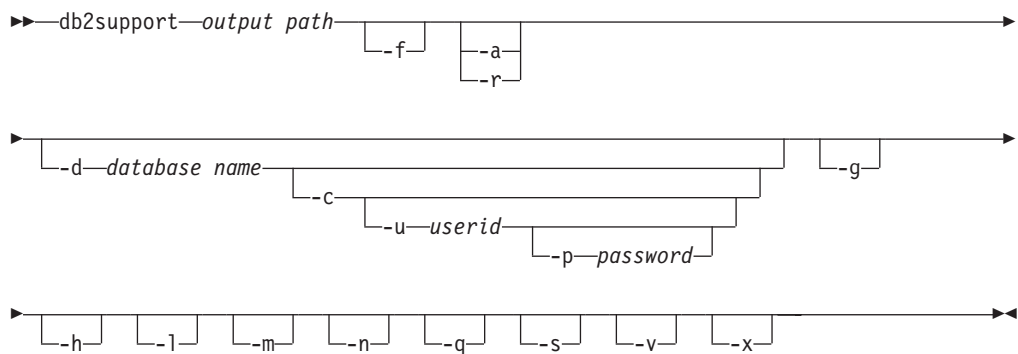 db2support output path -f -a
-r
-d database name -g
-c
-u userid
-p password
-h -l -m -n -q -s -v -x